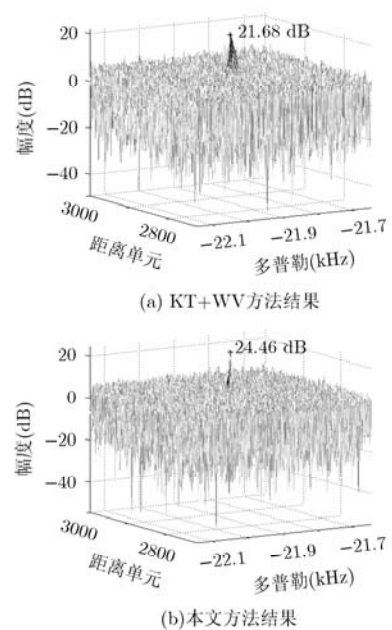 20
21.68 dB
0
幅度(dB)
−20
−40
3000
2800
−22.1
−21.9
−21.7
距离单元
多普勒(kHz)
(a) KT+WV方法结果
20
24.46 dB
0
幅度(dB)
−20
−40
3000
2800
−22.1
−21.9
−21.7
距离单元
多普勒(kHz)
(b)本文方法结果